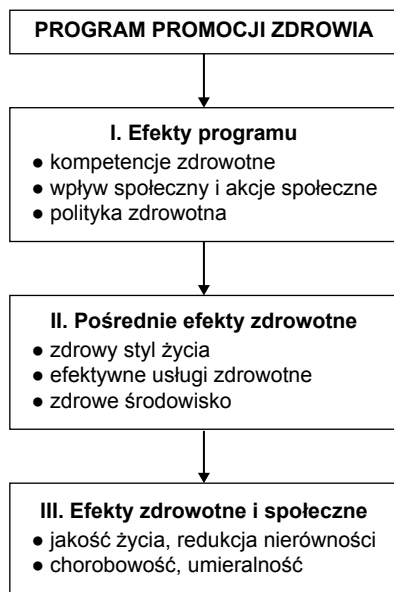 PROGRAM PROMOCJI ZDROWIA
I. Efekty programu
● kompetencje zdrowotne
● wpływ społeczny i akcje społeczne
● polityka zdrowotna
II. Pośrednie efekty zdrowotne
● zdrowy styl życia
● efektywne usługi zdrowotne
● zdrowe środowisko
III. Efekty zdrowotne i społeczne
● jakość życia, redukcja nierówności
● chorobowość, umieralność